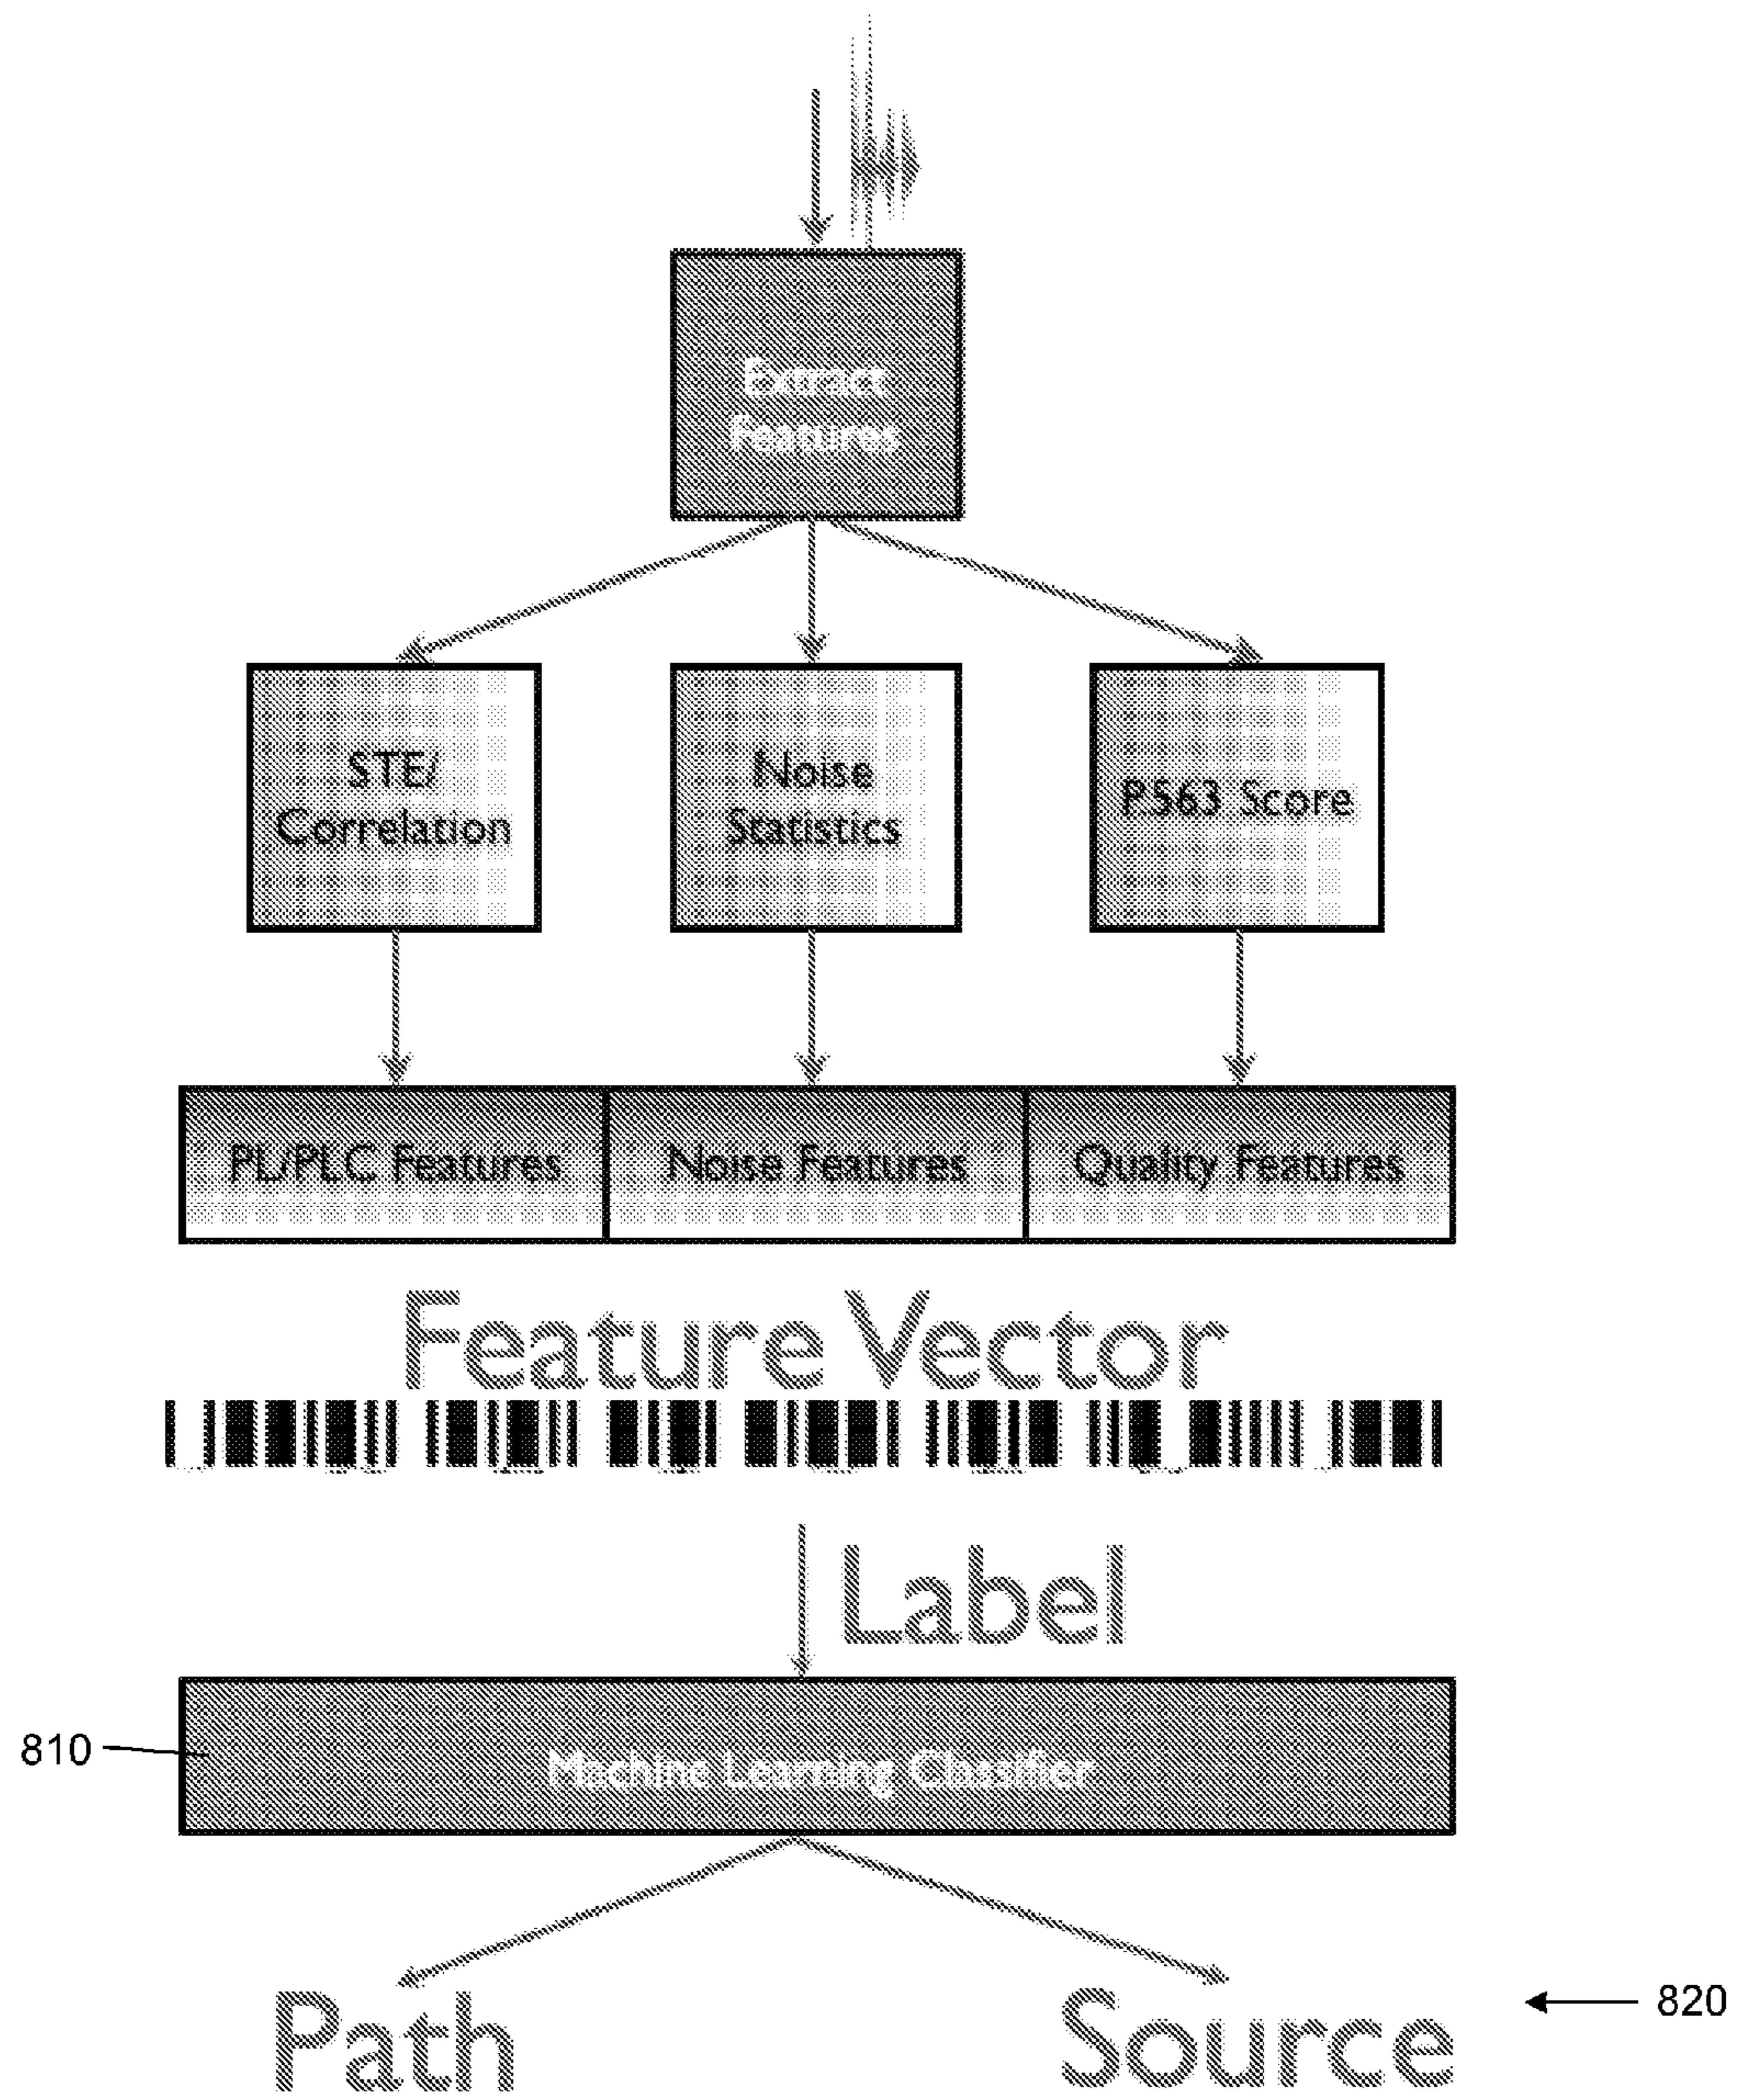 Extract
Features
STE/
Correlation
Noise
Statistics
P.563 Score
PL/PLC Features
Noise Features
Quality Features
Feature Vector
Label
810
Machine Learning Classifier
Path
Source
820